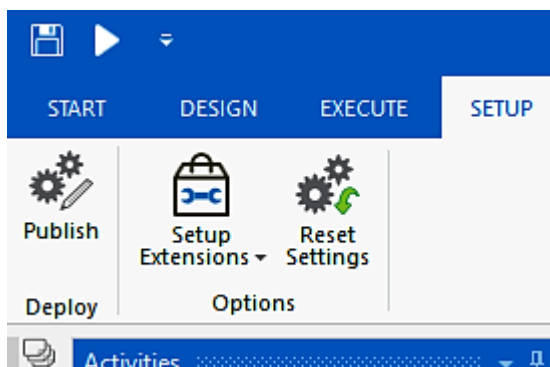 START DESIGN EXECUTE SETUP
Publish
Setup
Extensions
Reset
Settings
Deploy
Options
Activities